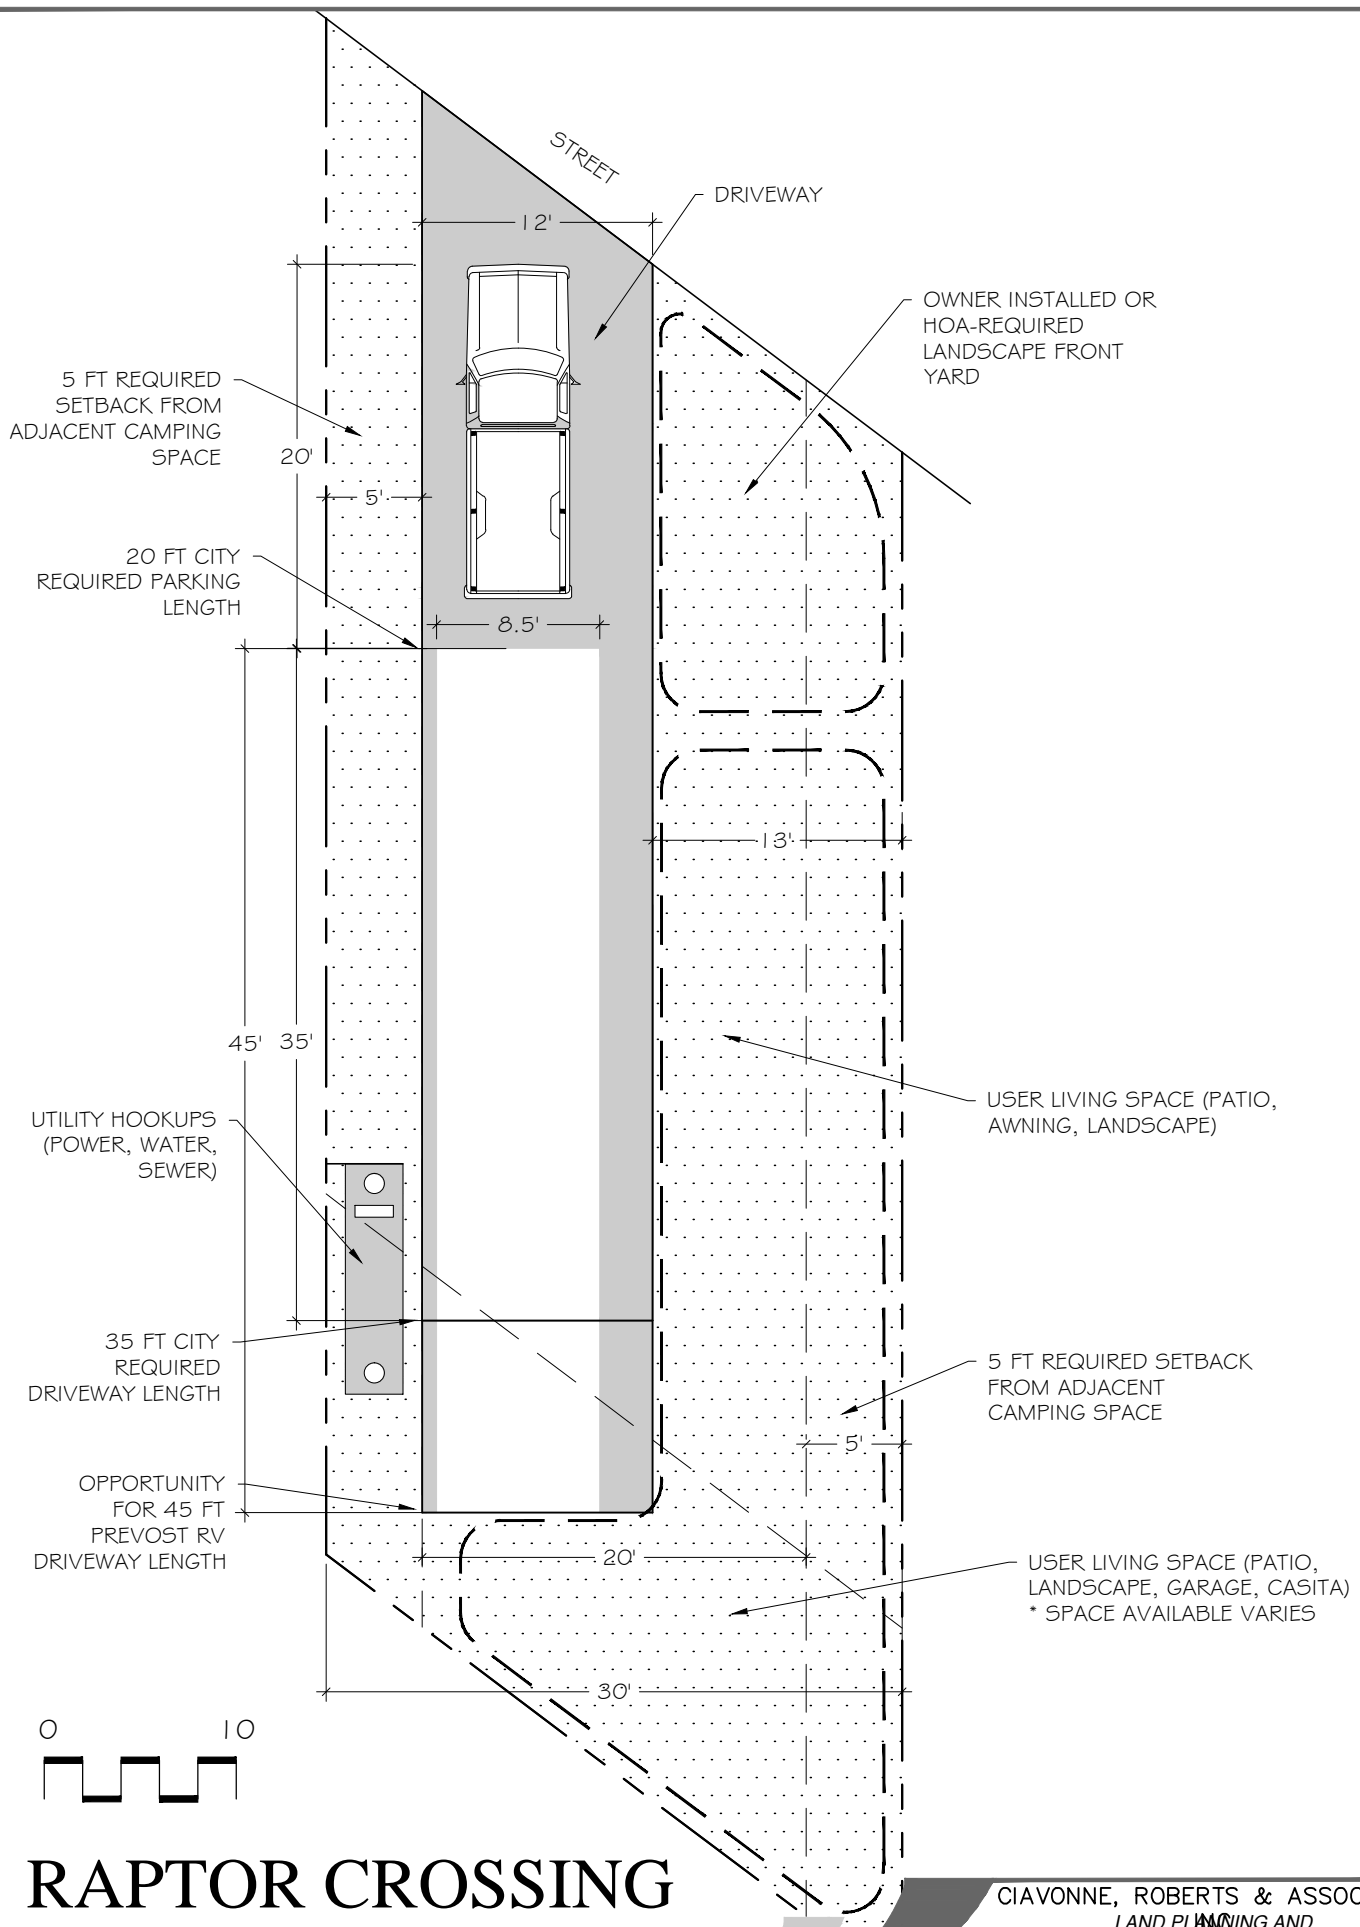 STREET
DRIVEWAY
12'
OWNER INSTALLED OR
HOA-REQUIRED
LANDSCAPE FRONT
YARD
5 FT REQUIRED
SETBACK FROM
ADJACENT CAMPING
SPACE
20'
5'
20 FT CITY
REQUIRED PARKING
LENGTH
8.5'
13'
45'
35'
USER LIVING SPACE (PATIO,
AWNING, LANDSCAPE)
UTILITY HOOKUPS
(POWER, WATER,
SEWER)
35 FT CITY
REQUIRED
DRIVEWAY LENGTH
5 FT REQUIRED SETBACK
FROM ADJACENT
CAMPING SPACE
5'
OPPORTUNITY
FOR 45 FT
PREVOST RV
DRIVEWAY LENGTH
20'
USER LIVING SPACE (PATIO,
LANDSCAPE, GARAGE, CASITA)
* SPACE AVAILABLE VARIES
30'
0 10
RAPTOR CROSSING
CIAVONNE, ROBERTS & ASSOC
INC
LAND PLANNING AND